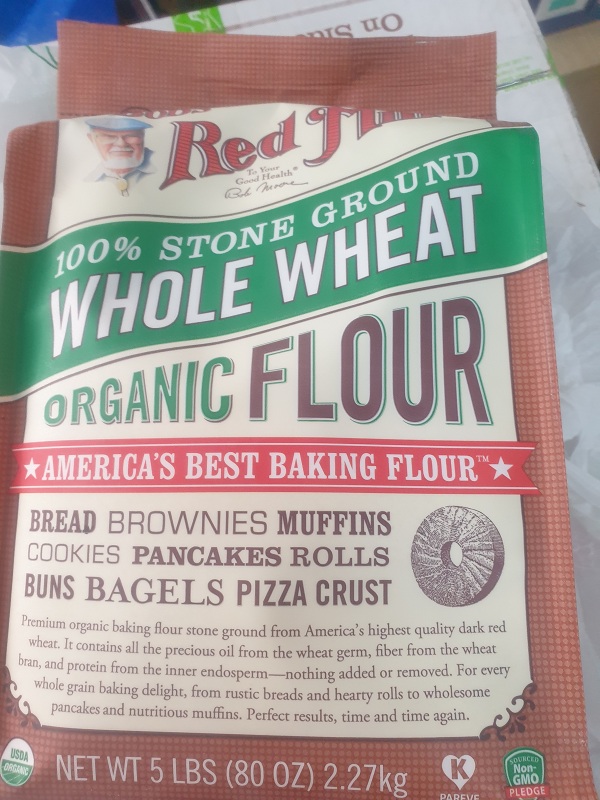 Red
To Your
Good Health®
Bob Moore
100% STONE GROUND
WHOLE WHEAT
ORGANIC FLOUR
★AMERICA'S BEST BAKING FLOUR™★
BREAD BROWNIES MUFFINS
COOKIES PANCAKES ROLLS
BUNS BAGELS PIZZA CRUST
Premium organic baking flour stone ground from America's highest quality dark red
wheat. It contains all the precious oil from the wheat germ, fiber from the wheat
bran, and protein from the inner endosperm—nothing added or removed. For every
whole grain baking delight, from rustic breads and hearty rolls to wholesome
pancakes and nutritious muffins. Perfect results, time and time again.
USDA
ORGANIC
NET WT 5 LBS (80 OZ) 2.27kg
K
PAREVE
SOURCED
Non-
GMO
PLEDGE